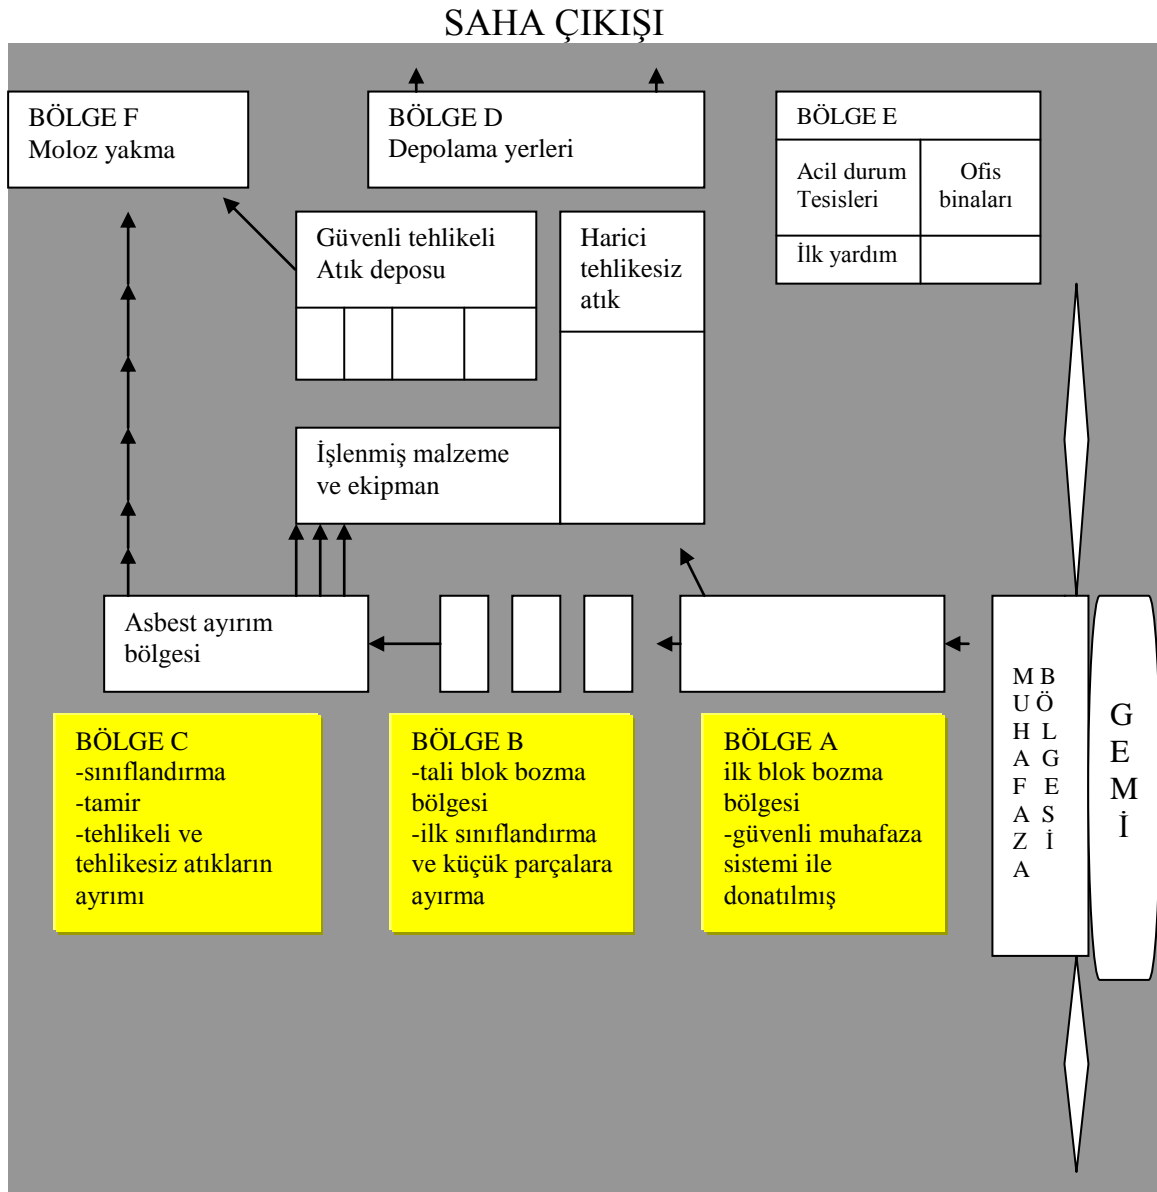 SAHA ÇIKIŞI
BÖLGE F
Moloz yakma
BÖLGE D
Depolama yerleri
BÖLGE E
Acil durum
Tesisleri
Ofis
binaları
İlk yardım
Güvenli tehlikeli
Atık deposu
Harici
tehlikesiz
atık
İşlenmiş malzeme
ve ekipman
Asbest ayırım
bölgesi
BÖLGE C
-sınıflandırma
-tamir
-tehlikeli ve
tehlikesiz atıkların
ayrımı
BÖLGE B
-tali blok bozma
bölgesi
-ilk sınıflandırma
ve küçük parçalara
ayırma
BÖLGE A
ilk blok bozma
bölgesi
-güvenli muhafaza
sistemi ile
donatılmış
MUHAFAZA
BÖLGESİ
GEMİ